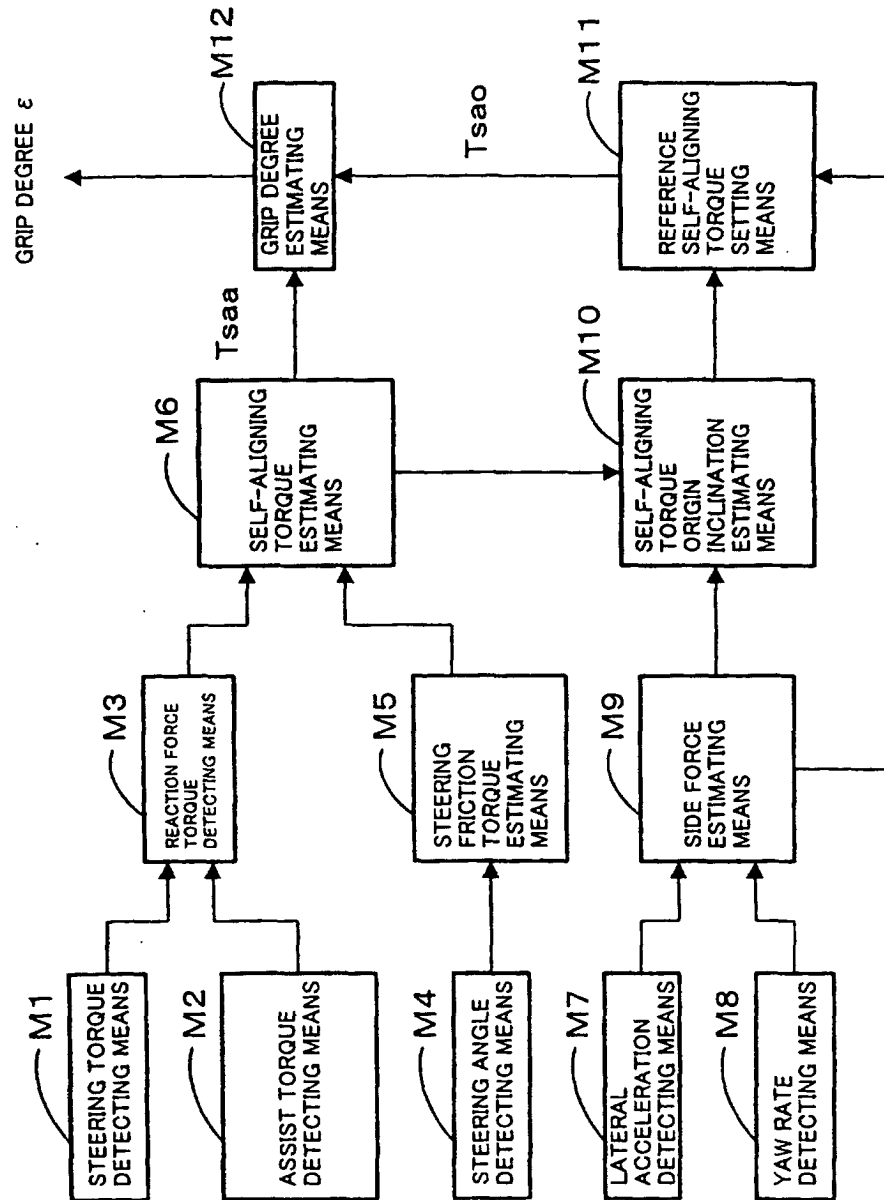 M1
STEERING TORQUE
DETECTING MEANS
M2
ASSIST TORQUE
DETECTING MEANS
M3
REACTION FORCE
TORQUE
DETECTING MEANS
M4
STEERING ANGLE
DETECTING MEANS
M5
STEERING
FRICTION
TORQUE
ESTIMATING
MEANS
M6
SELF-ALIGNING
TORQUE
ESTIMATING
MEANS
Tsaa
M7
LATERAL
ACCELERATION
DETECTING MEANS
M8
YAW RATE
DETECTING MEANS
M9
SIDE FORCE
ESTIMATING
MEANS
M10
SELF-ALIGNING
TORQUE
ORIGIN
INCLINATION
ESTIMATING
MEANS
M11
REFERENCE
SELF-ALIGNING
TORQUE
SETTING
MEANS
Tsao
M12
GRIP DEGREE
ESTIMATING
MEANS
GRIP DEGREE ε